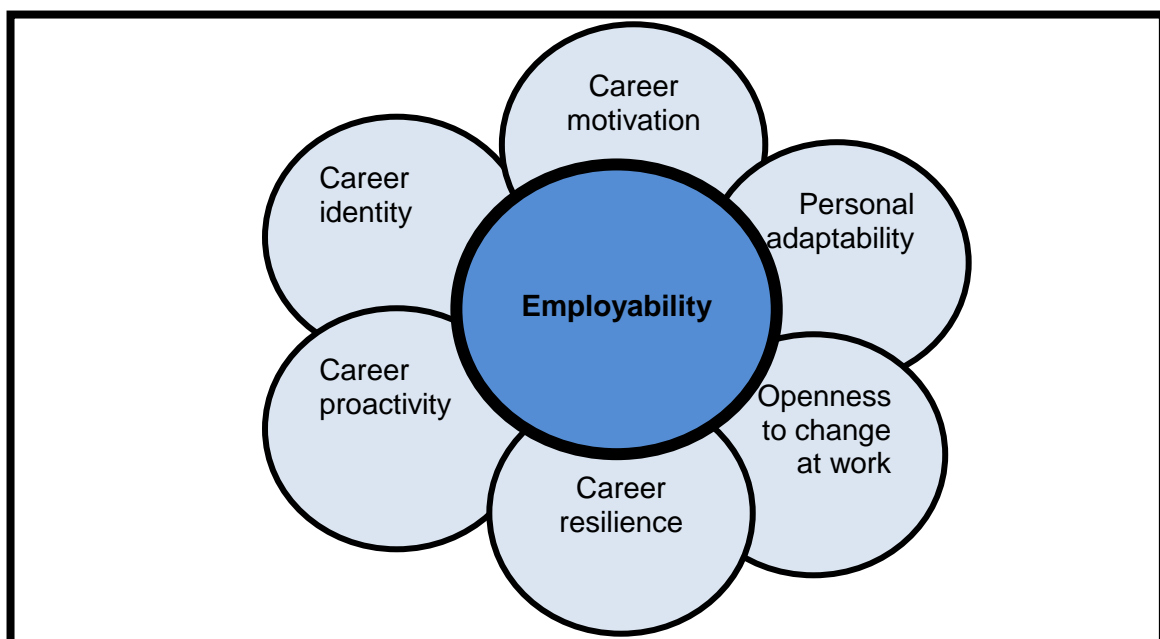 Career
motivation
Career
identity
Personal
adaptability
Employability
Career
proactivity
Openness
to change
at work
Career
resilience